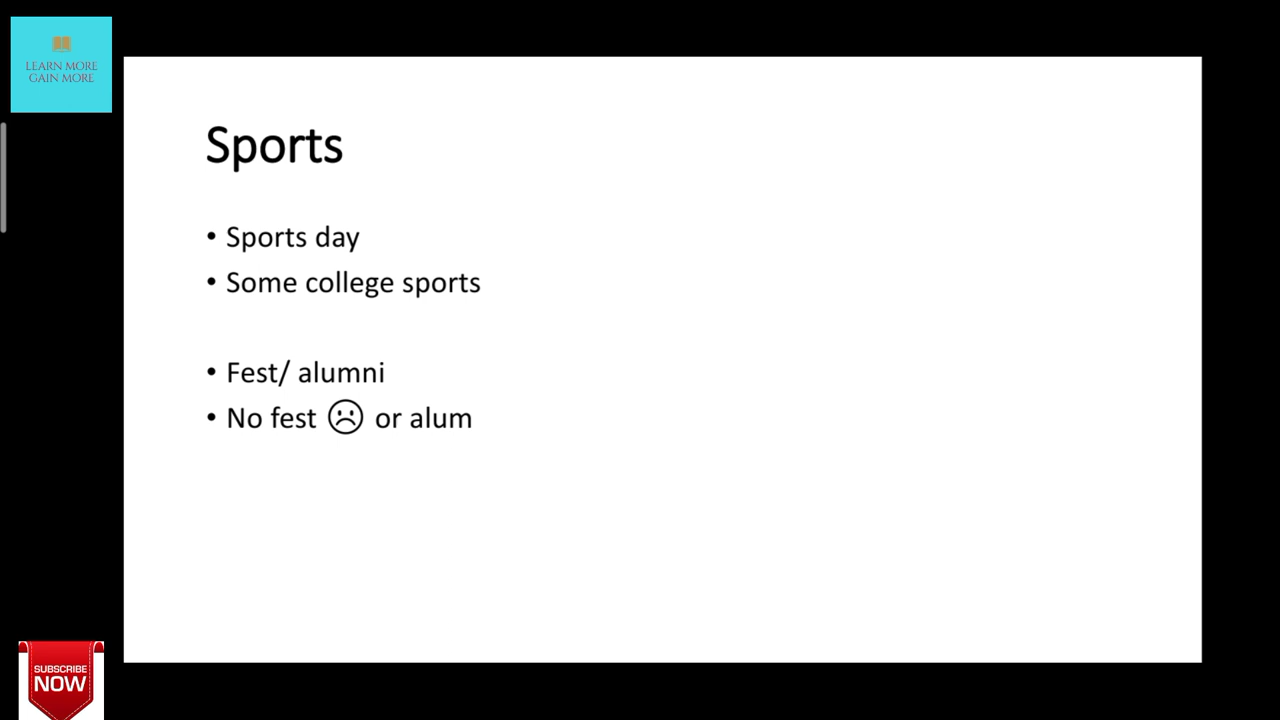 LEARN MORE
GAIN MORE
Sports
• Sports day
• Some college sports
• Fest/ alumni
• No fest ☹ or alum
SUBSCRIBE
NOW